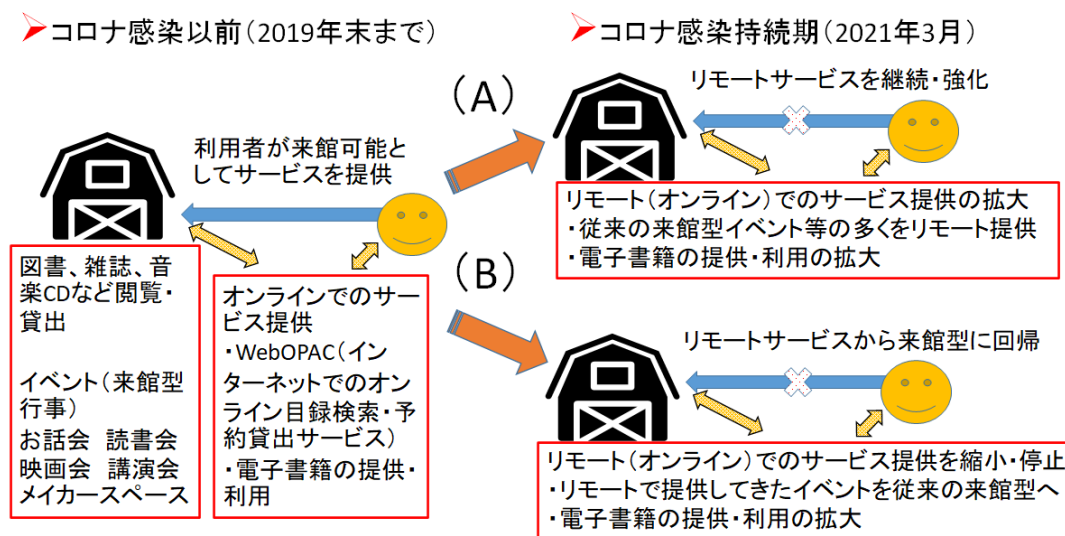 ➤コロナ感染以前(2019年末まで)
利用者が来館可能と
してサービスを提供
図書、雑誌、音
楽CDなど閲覧・
貸出
イベント(来館型
行事)
お話会 読書会
映画会 講演会
メイカースペース
オンラインでのサー
ビス提供
・WebOPAC(イン
ターネットでのオン
ライン目録検索・予
約貸出サービス)
・電子書籍の提供・
利用
(A)
(B)
➤コロナ感染持続期(2021年3月)
リモートサービスを継続・強化
リモート(オンライン)でのサービス提供の拡大
・従来の来館型イベント等の多くをリモート提供
・電子書籍の提供・利用の拡大
リモートサービスから来館型に回帰
リモート(オンライン)でのサービス提供を縮小・停止
・リモートで提供してきたイベントを従来の来館型へ
・電子書籍の提供・利用の拡大